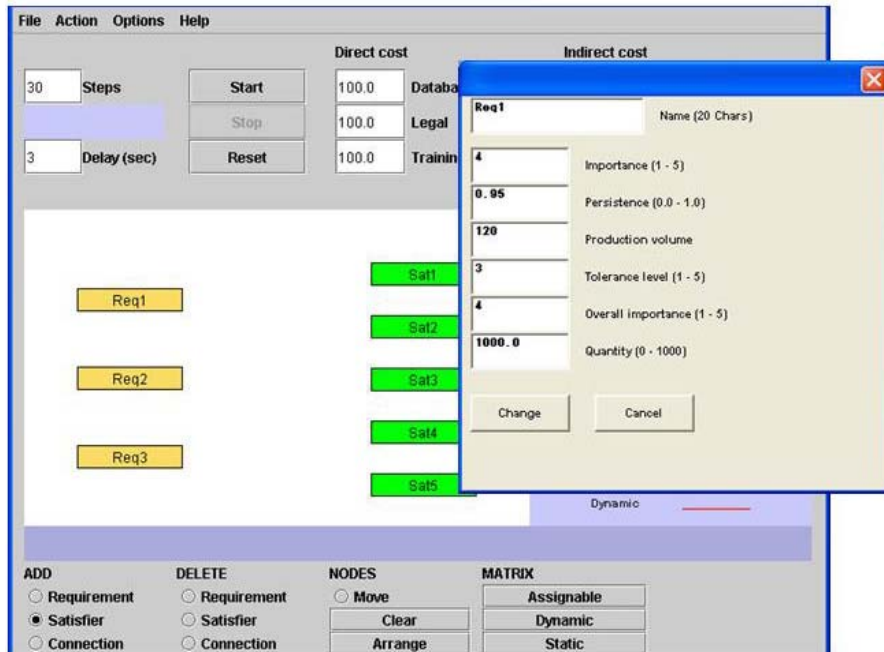 File Action Options Help
Direct cost Indirect cost
30 Steps Start 100.0
Stop 100.0 Legal
3 Delay (sec) Reset 100.0
Req1 Name (20 Chars)
4 Importance (1 - 5)
0.95 Persistence (0.0 - 1.0)
120 Production volume
3 Tolerance level (1 - 5)
4 Overall importance (1 - 5)
1000.0 Quantity (0 - 1000)
Change Cancel
Req1
Req2
Req3
Sat1
Sat2
Sat3
Sat4
Sat5
Dynamic
ADD DELETE NODES MATRIX
Requirement Requirement Move Assignable
Satisfier Satisfier Clear Dynamic
Connection Connection Arrange Static